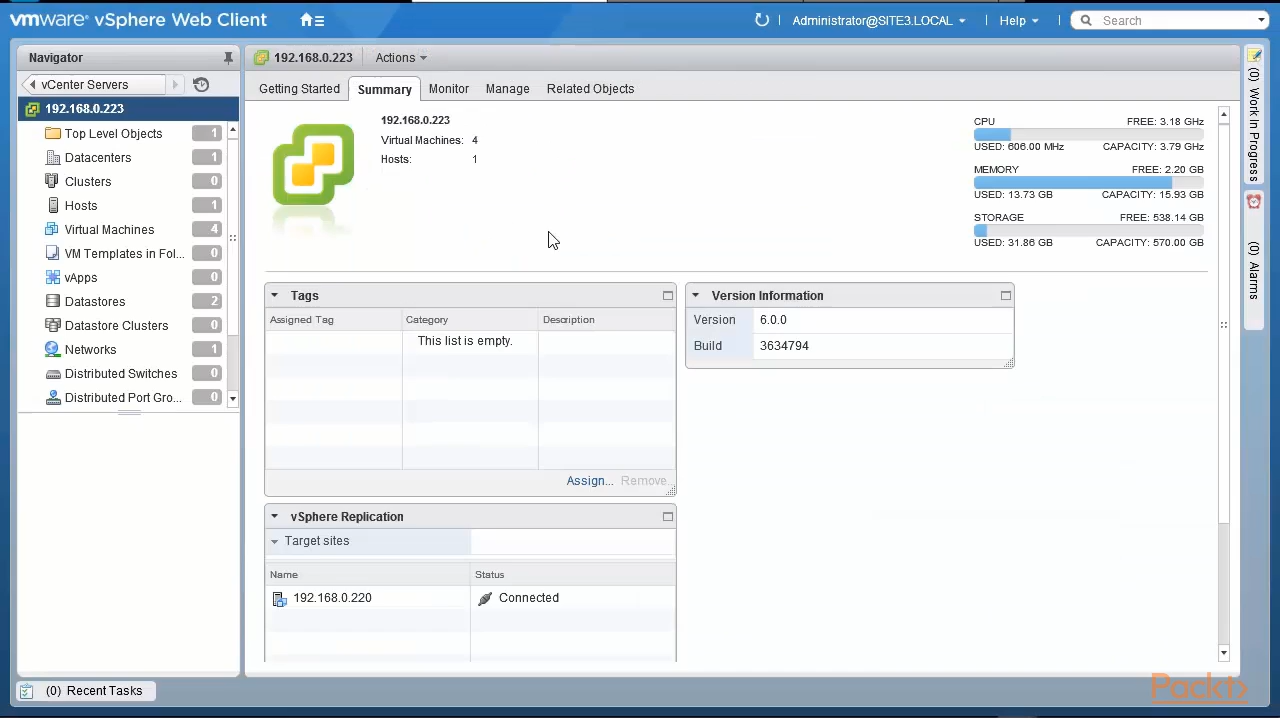 vmware® vSphere Web Client
Administrator@SITE3.LOCAL
Help
Search
Navigator
vCenter Servers
192.168.0.223
Top Level Objects 1
Datacenters 1
Clusters 0
Hosts 1
Virtual Machines 4
VM Templates in Fol... 0
vApps 0
Datastores 2
Datastore Clusters 0
Networks 1
Distributed Switches 0
Distributed Port Gro... 0
192.168.0.223 Actions
Getting Started Summary Monitor Manage Related Objects
192.168.0.223
Virtual Machines: 4
Hosts: 1
CPU FREE: 3.18 GHz
USED: 606.00 MHz CAPACITY: 3.79 GHz
MEMORY FREE: 2.20 GB
USED: 13.73 GB CAPACITY: 15.93 GB
STORAGE FREE: 538.14 GB
USED: 31.86 GB CAPACITY: 570.00 GB
Tags
Assigned Tag Category Description
This list is empty.
Assign... Remove
Version Information
Version 6.0.0
Build 3634794
vSphere Replication
Target sites
Name Status
192.168.0.220 Connected
(0) Work In Progress
(0) Alarms
(0) Recent Tasks
Packt>